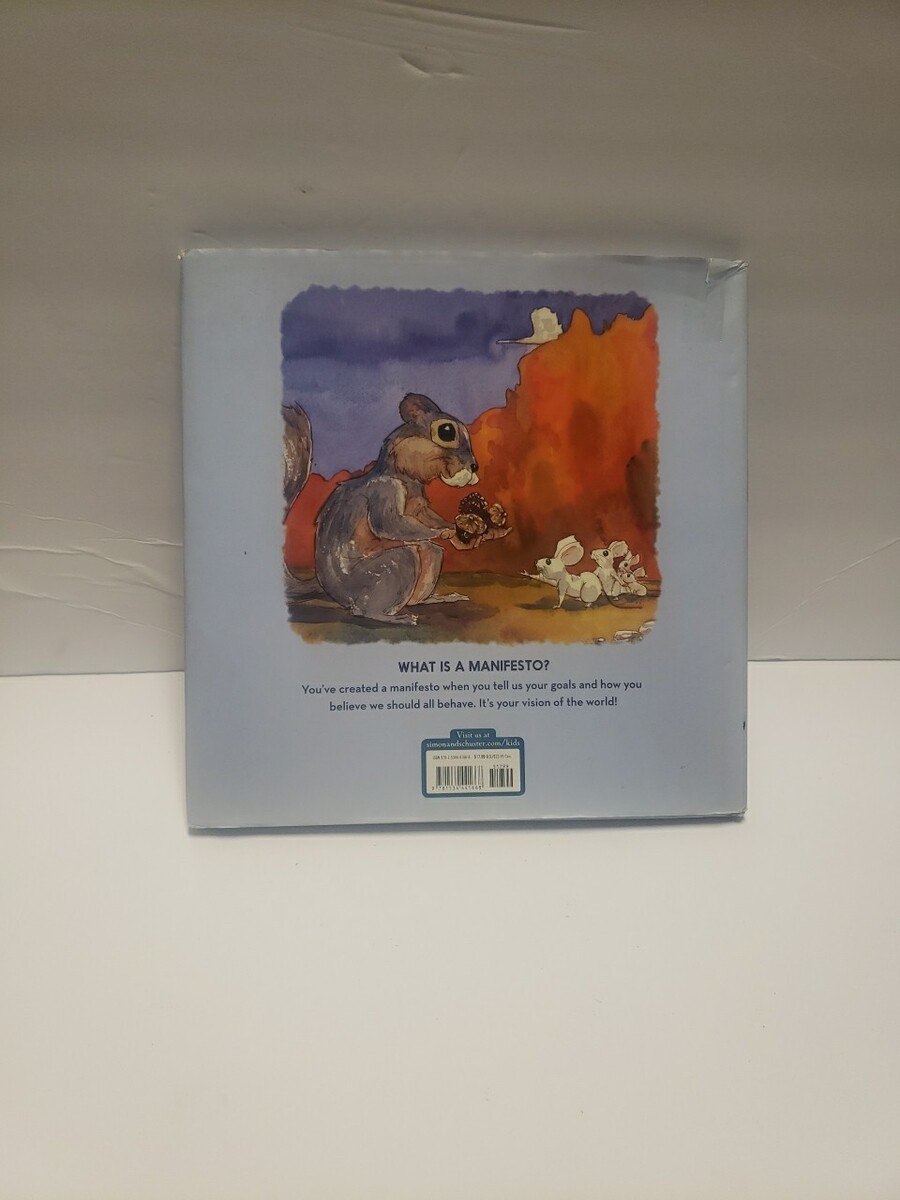 WHAT IS A MANIFESTO?
You've created a manifesto when you tell us your goals and how you
believe we should all behave. It's your vision of the world!
Visit us at
simonandschuster.com/kids